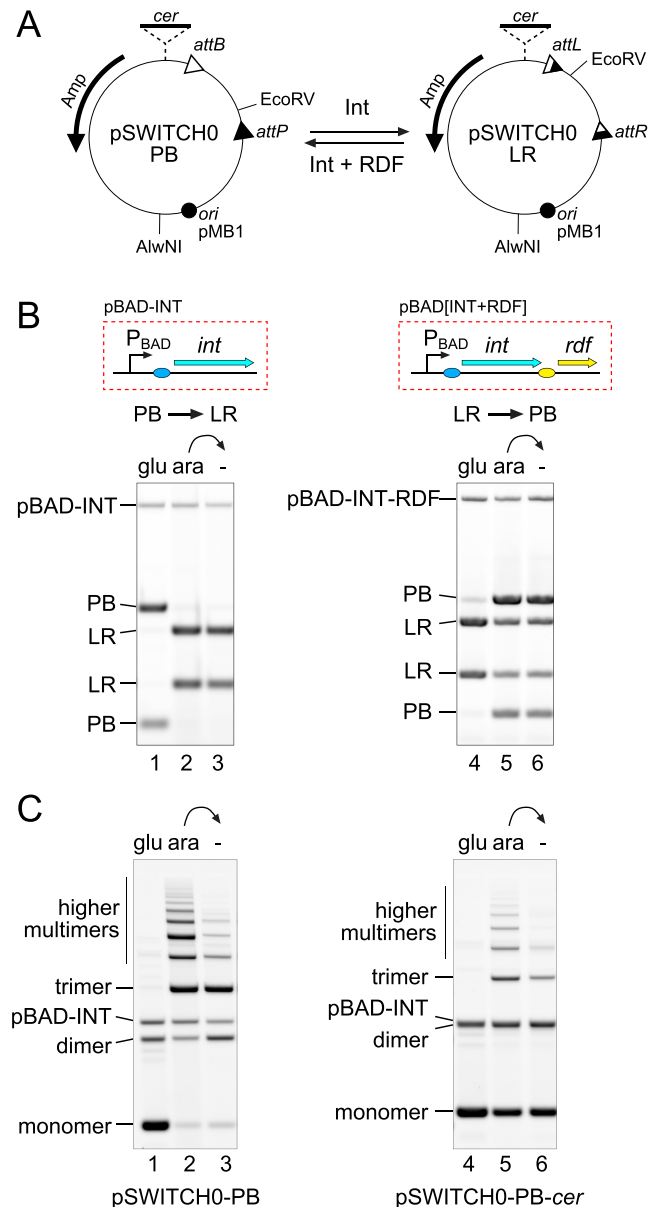 A
cer
attB
Amp
EcoRV
pSWITCH0
PB
attP
ori
pMB1
AlwNI
Int
Int + RDF
cer
attL
Amp
EcoRV
pSWITCH0
LR
attR
ori
pMB1
AlwNI
B
pBAD-INT
PBAD
int
PB LR
glu ara -
pBAD-INT
PB
LR
LR
PB
1 2 3
pBAD[INT+RDF]
PBAD
int
rdf
LR PB
glu ara -
pBAD-INT-RDF
PB
LR
LR
PB
4 5 6
C
glu ara -
higher
multimers
trimer
pBAD-INT
dimer
monomer
1 2 3
pSWITCH0-PB
glu ara -
higher
multimers
trimer
pBAD-INT
dimer
monomer
4 5 6
pSWITCH0-PB-cer